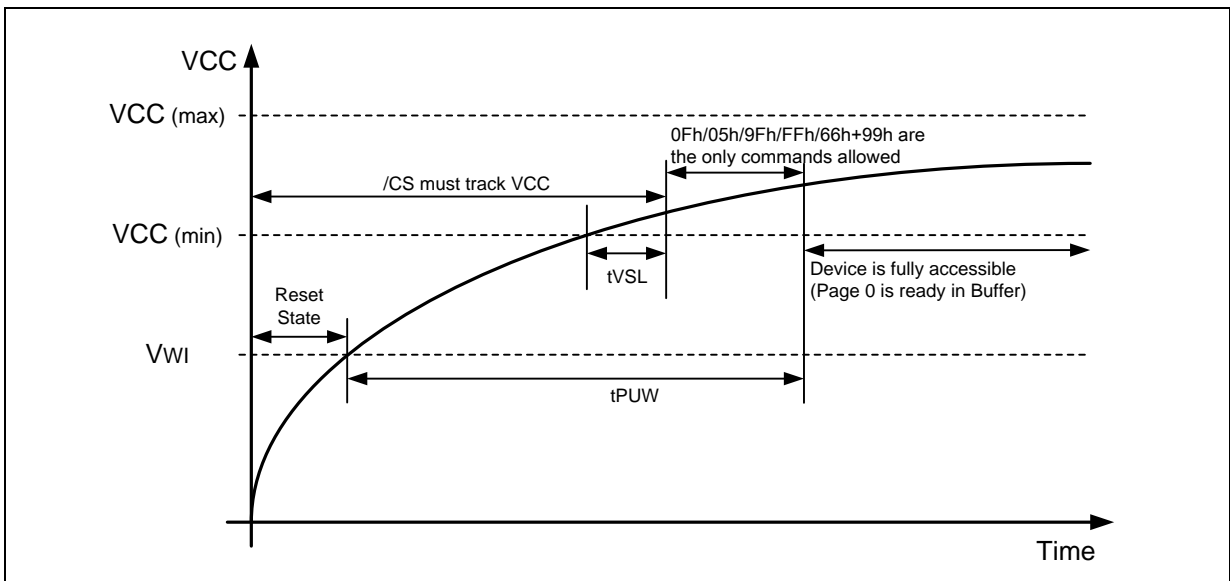 VCC
VCC (max)
0Fh/05h/9Fh/FFh/66h+99h are
the only commands allowed
/CS must track VCC
VCC (min)
tVSL
Device is fully accessible
(Page 0 is ready in Buffer)
Reset
State
VWI
tPUW
Time